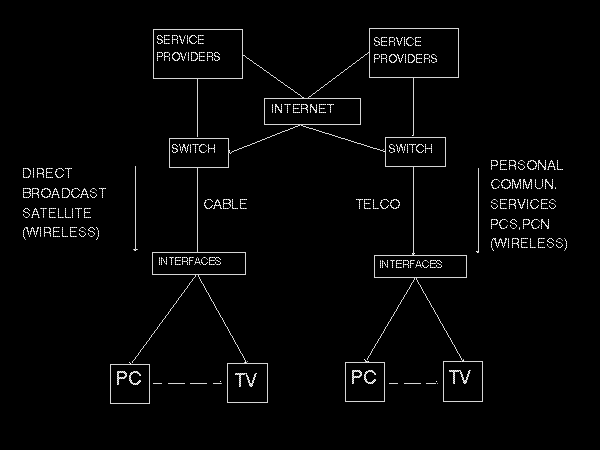 SERVICE
PROVIDERS
SERVICE
PROVIDERS
INTERNET
SWITCH
SWITCH
DIRECT
BROADCAST
SATELLITE
(WIRELESS)
CABLE
TELCO
PERSONAL
COMMUN.
SERVICES
PCS,PCN
(WIRELESS)
INTERFACES
INTERFACES
PC
TV
PC
TV